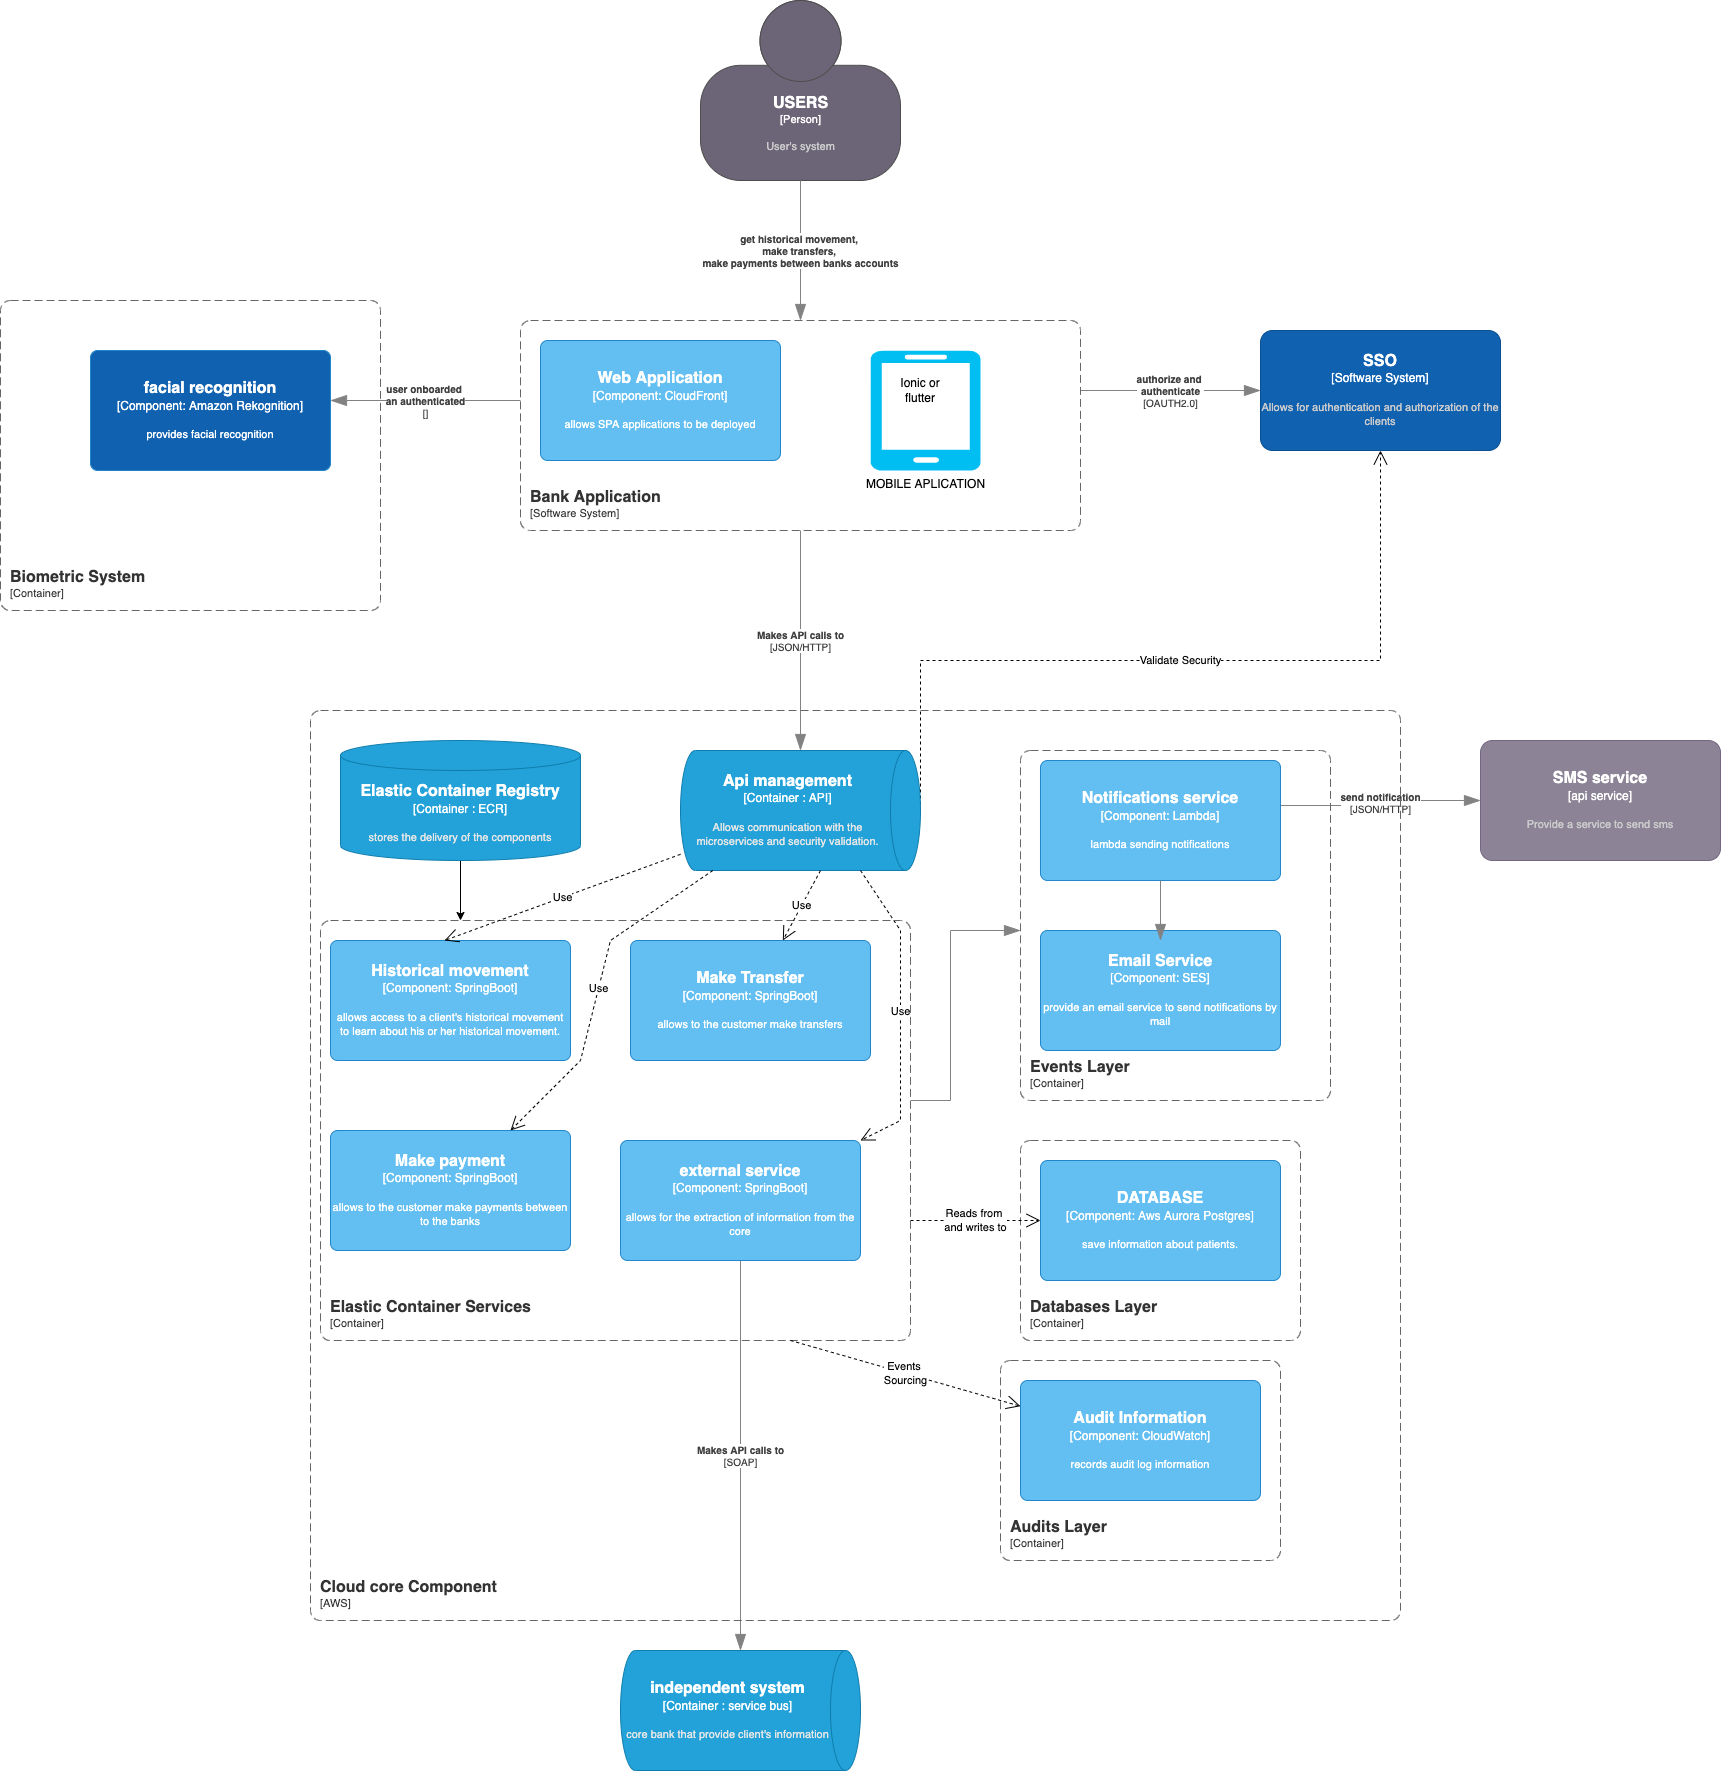 USERS
[Person]
User's system
get historical movement,
make transfers,
make payments between banks accounts
facial recognition
[Component: Amazon Rekognition]
provides facial recognition
Biometric System
[Container]
user onboarded
an authenticated
[]
Web Application
[Component: CloudFront]
allows SPA applications to be deployed
Ionic or
flutter
MOBILE APLICATION
Bank Application
[Software System]
authorize and
authenticate
[OAUTH2.0]
SSO
[Software System]
Allows for authentication and authorization of the
clients
Makes API calls to
[JSON/HTTP]
Validate Security
Elastic Container Registry
[Container : ECR]
stores the delivery of the components
Api management
[Container : API]
Allows communication with the
microservices and security validation.
Notifications service
[Component: Lambda]
lambda sending notifications
send notification
[JSON/HTTP]
SMS service
[api service]
Provide a service to send sms
Use
Use
Use
Use
Historical movement
[Component: SpringBoot]
allows access to a client's historical movement
to learn about his or her historical movement.
Make Transfer
[Component: SpringBoot]
allows to the customer make transfers
Email Service
[Component: SES]
provide an email service to send notifications by
mail
Events Layer
[Container]
Make payment
[Component: SpringBoot]
allows to the customer make payments between
to the banks
external service
[Component: SpringBoot]
allows for the extraction of information from the
core
Reads from
and writes to
DATABASE
[Component: Aws Aurora Postgres]
save information about patients.
Databases Layer
[Container]
Elastic Container Services
[Container]
Events
Sourcing
Audit Information
[Component: CloudWatch]
records audit log information
Audits Layer
[Container]
Makes API calls to
[SOAP]
Cloud core Component
[AWS]
independent system
[Container : service bus]
core bank that provide client's information